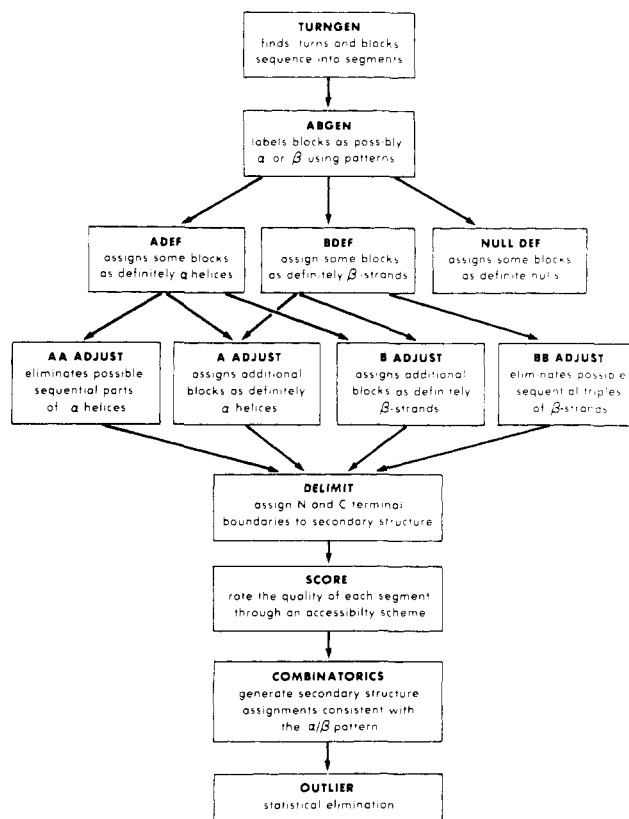 TURNGEN
finds turns and blocks
sequence into segments
ABGEN
labels blocks as possibly
α or β using patterns
ADEF
assigns some blocks
as definitely α helices
BDEF
assign some blocks
as definitely β-strands
NULL DEF
assigns some blocks
as definite nulls
AA ADJUST
eliminates possible
sequential parts
of α helices
A ADJUST
assigns additional
blocks as definitely
α helices
B ADJUST
assigns additional
blocks as definitely
β-strands
BB ADJUST
eliminates possible
sequential triples
of β-strands
DELIMIT
assign N and C terminal
boundaries to secondary structure
SCORE
rate the quality of each segment
through an accessibilty scheme
COMBINATORICS
generate secondary structure
assignments consistent with
the α/β pattern
OUTLIER
statistical elimination